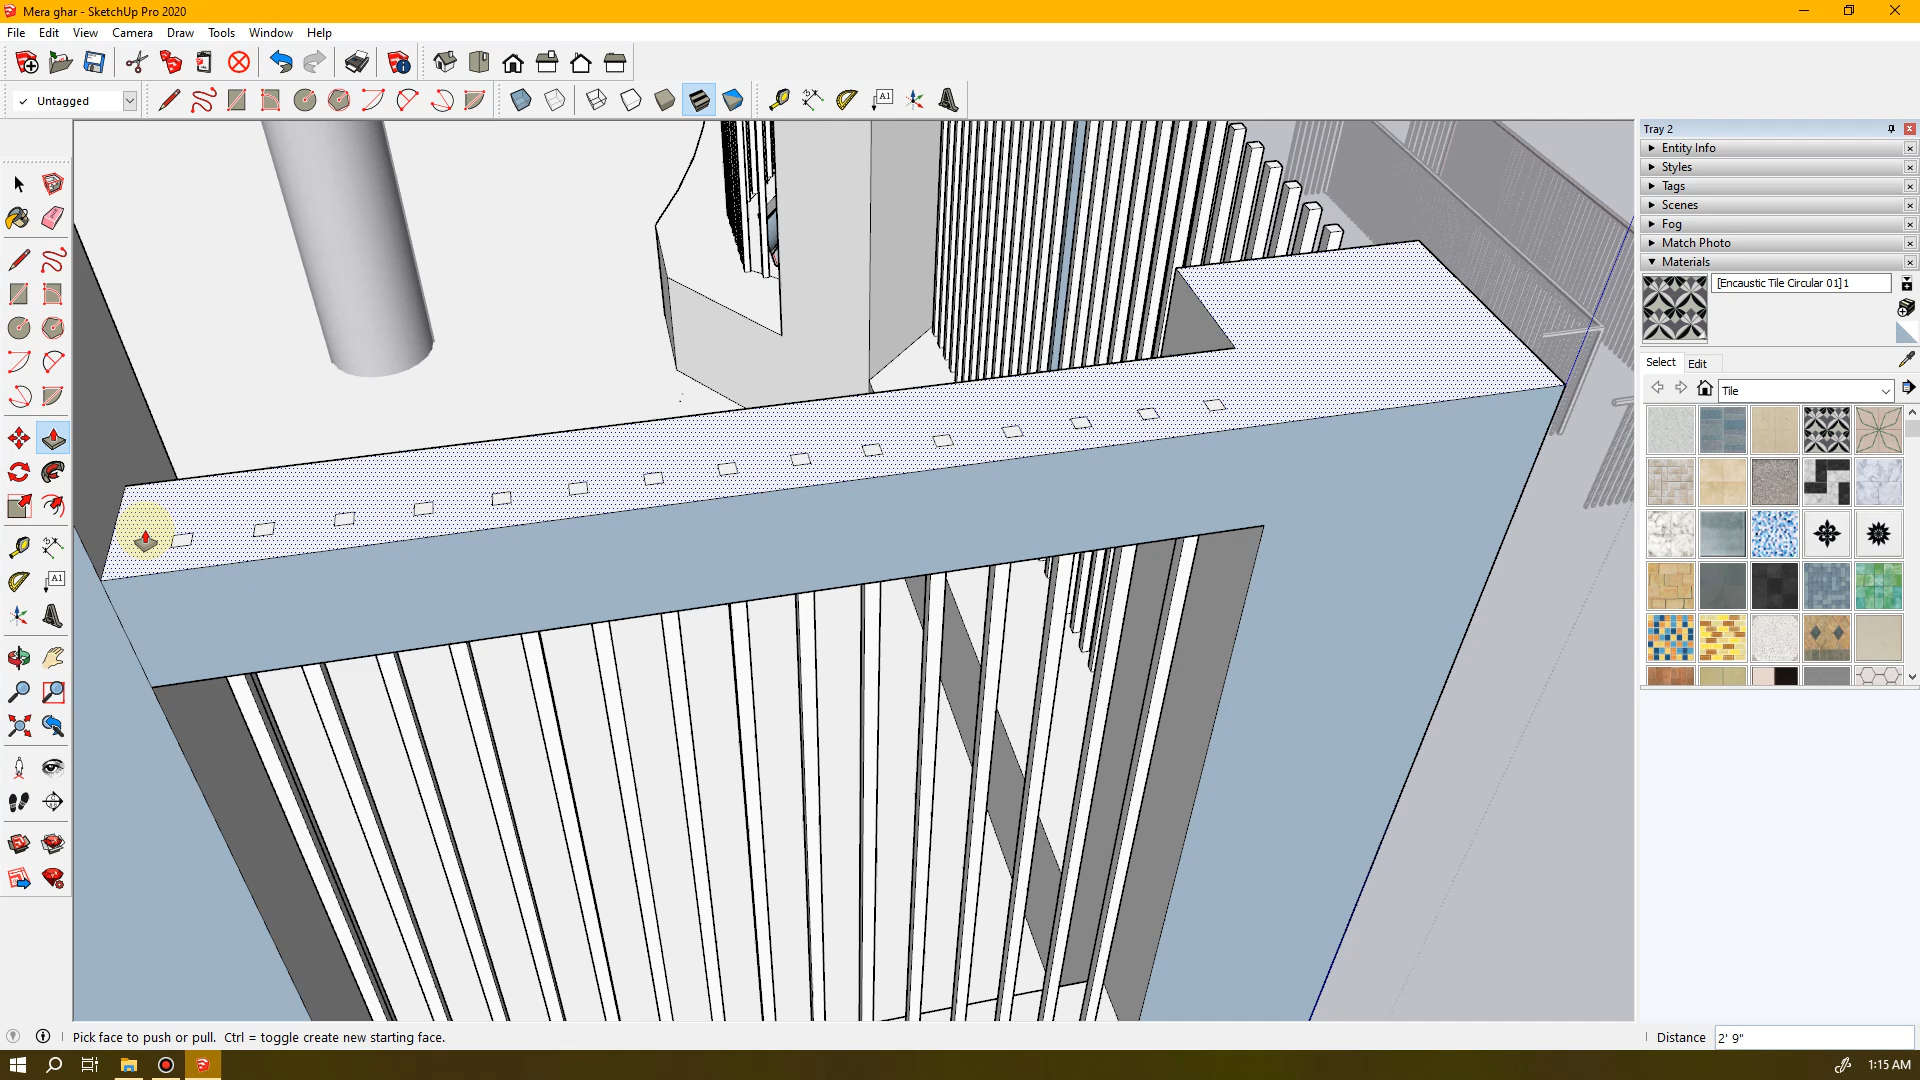 Mera ghar - SketchUp Pro 2020
File Edit View Camera Draw Tools Window Help
Untagged
A1
Tray 2
Entity Info
Styles
Tags
Scenes
Fog
Match Photo
Materials
[Encaustic Tile Circular 01]1
Select Edit
Tile
A1
Pick face to push or pull. Ctrl = toggle create new starting face.
Distance 2' 9"
1:15 AM